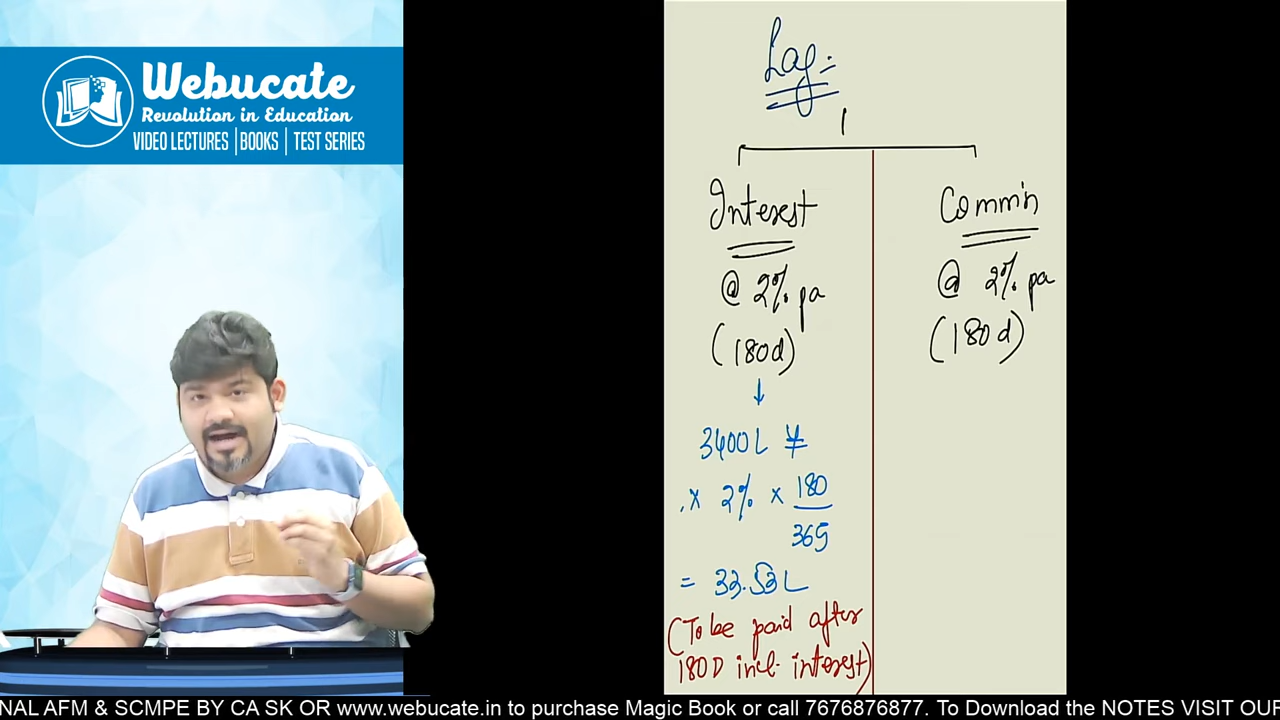 Webucate
Revolution in Education
VIDEO LECTURES | BOOKS | TEST SERIES
Lag:-
Interest
@ 2% pa
(180d)
↓
3400L ¥
× 2% × 180/365
= 33.53L
(To be paid after
180D incl. interest)
Comm'n
@ 2% pa
(180d)
NAL AFM & SCMPE BY CA SK OR www.webucate.in to purchase Magic Book or call 7676876877. To Download the NOTES VISIT OUR